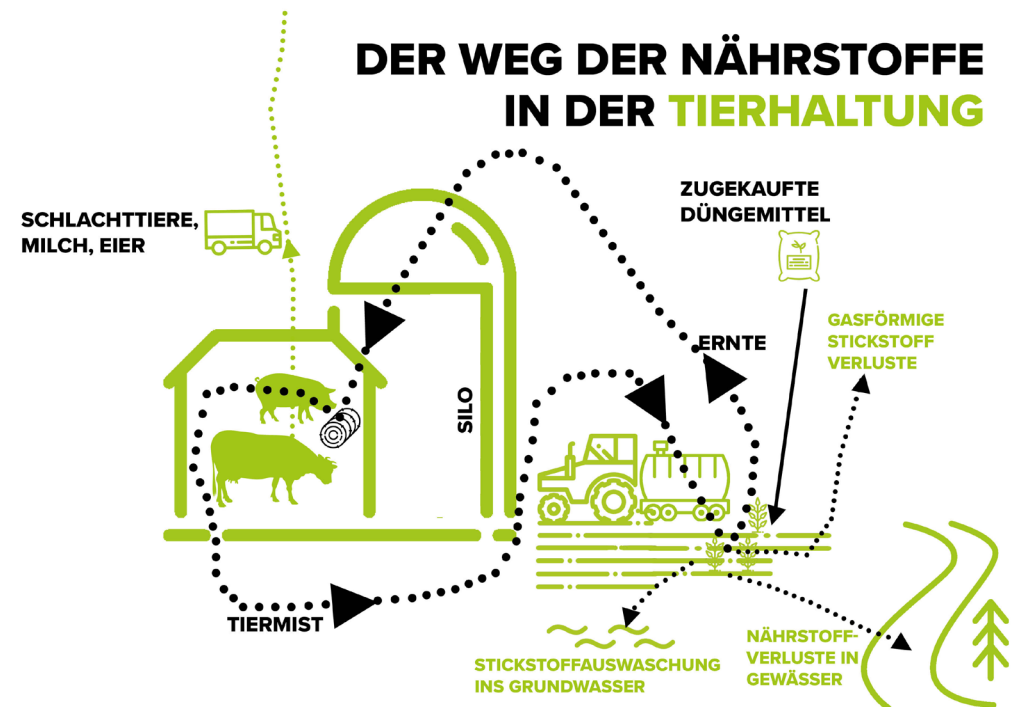 DER WEG DER NÄHRSTOFFE
IN DER TIERHALTUNG
SCHLACHTTIERE,
MILCH, EIER
ZUGEKAUFTE
DÜNGEMITTEL
GASFÖRMIGE
STICKSTOFF
VERLUSTE
ERNTE
SILO
TIERMIST
STICKSTOFFAUSWASCHUNG
INS GRUNDWASSER
NÄHRSTOFF-
VERLUSTE IN
GEWÄSSER